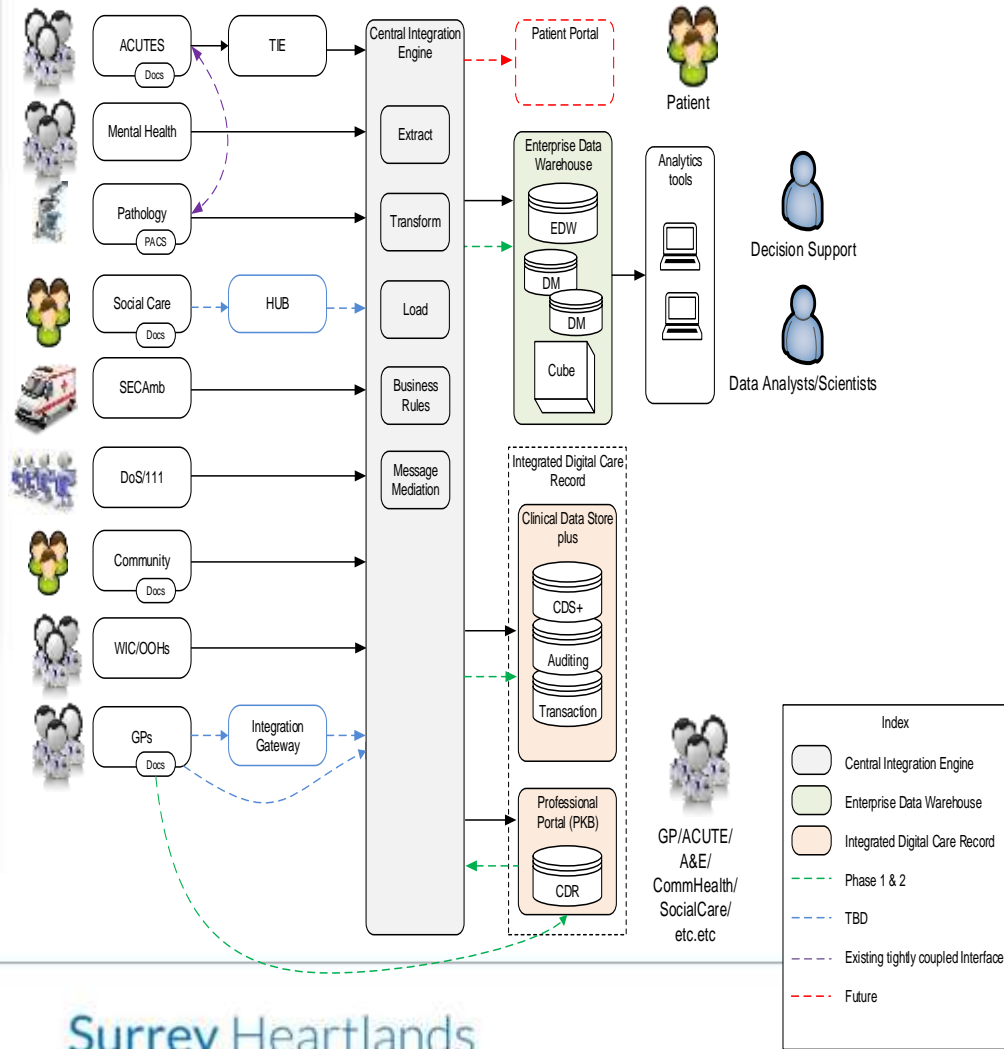 ACUTES
Docs
TIE
Central Integration
Engine
Patient Portal
Patient
Mental Health
Extract
Enterprise Data
Warehouse
Analytics
tools
Pathology
PACS
Transform
EDW
Decision Support
DM
DM
Social Care
Docs
HUB
Load
Cube
Data Analysts/Scientists
SECAmb
Business
Rules
DoS/111
Message
Mediation
Integrated Digital Care
Record
Clinical Data Store
plus
Community
Docs
CDS+
WIC/OOHs
Auditing
Transaction
GPs
Docs
Integration
Gateway
Professional
Portal (PKB)
CDR
GP/ACUTE/
A&E/
CommHealth/
SocialCare/
etc.etc
Index
Central Integration Engine
Enterprise Data Warehouse
Integrated Digital Care Record
Phase 1 & 2
TBD
Existing tightly coupled Interface
Future
Surrey Heartlands